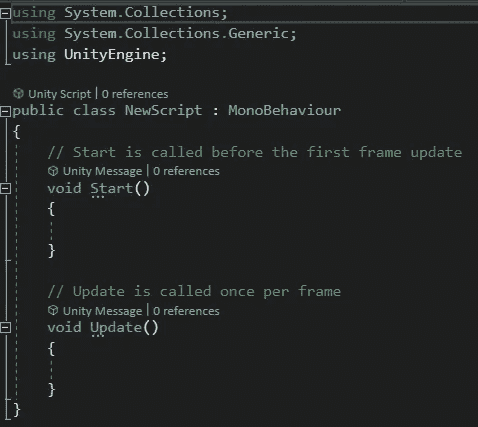 using System.Collections;
using System.Collections.Generic;
using UnityEngine;
Unity Script | 0 references
public class NewScript : MonoBehaviour
{
// Start is called before the first frame update
Unity Message | 0 references
void Start()
{
}
// Update is called once per frame
Unity Message | 0 references
void Update()
{
}
}